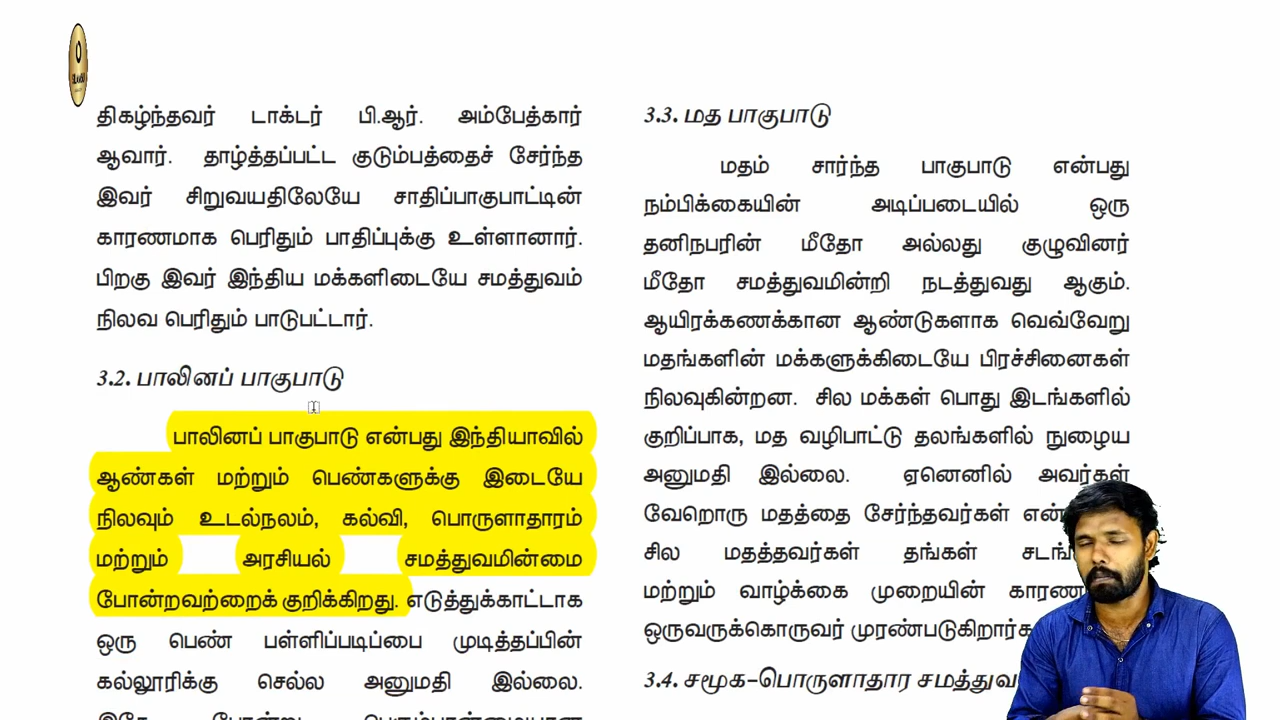 திகழ்ந்தவர் டாக்டர் பி.ஆர். அம்பேத்கார்
ஆவார். தாழ்த்தப்பட்ட குடும்பத்தைச் சேர்ந்த
இவர் சிறுவயதிலேயே சாதிப்பாகுபாட்டின்
காரணமாக பெரிதும் பாதிப்புக்கு உள்ளானார்.
பிறகு இவர் இந்திய மக்களிடையே சமத்துவம்
நிலவ பெரிதும் பாடுபட்டார்.
3.2. பாலினப் பாகுபாடு
பாலினப் பாகுபாடு என்பது இந்தியாவில்
ஆண்கள் மற்றும் பெண்களுக்கு இடையே
நிலவும் உடல்நலம், கல்வி, பொருளாதாரம்
மற்றும் அரசியல் சமத்துவமின்மை
போன்றவற்றைக் குறிக்கிறது. எடுத்துக்காட்டாக
ஒரு பெண் பள்ளிப்படிப்பை முடித்தப்பின்
கல்லூரிக்கு செல்ல அனுமதி இல்லை.
3.3. மத பாகுபாடு
மதம் சார்ந்த பாகுபாடு என்பது
நம்பிக்கையின் அடிப்படையில் ஒரு
தனிநபரின் மீதோ அல்லது குழுவினர்
மீதோ சமத்துவமின்றி நடத்துவது ஆகும்.
ஆயிரக்கணக்கான ஆண்டுகளாக வெவ்வேறு
மதங்களின் மக்களுக்கிடையே பிரச்சினைகள்
நிலவுகின்றன. சில மக்கள் பொது இடங்களில்
குறிப்பாக, மத வழிபாட்டு தலங்களில் நுழைய
அனுமதி இல்லை. ஏனெனில் அவர்கள்
வேறொரு மதத்தை சேர்ந்தவர்கள்
சில மதத்தவர்கள் தங்கள்
மற்றும் வாழ்க்கை முறையின்
ஒருவருக்கொருவர்
3.4. சமூக-பொருளாதார